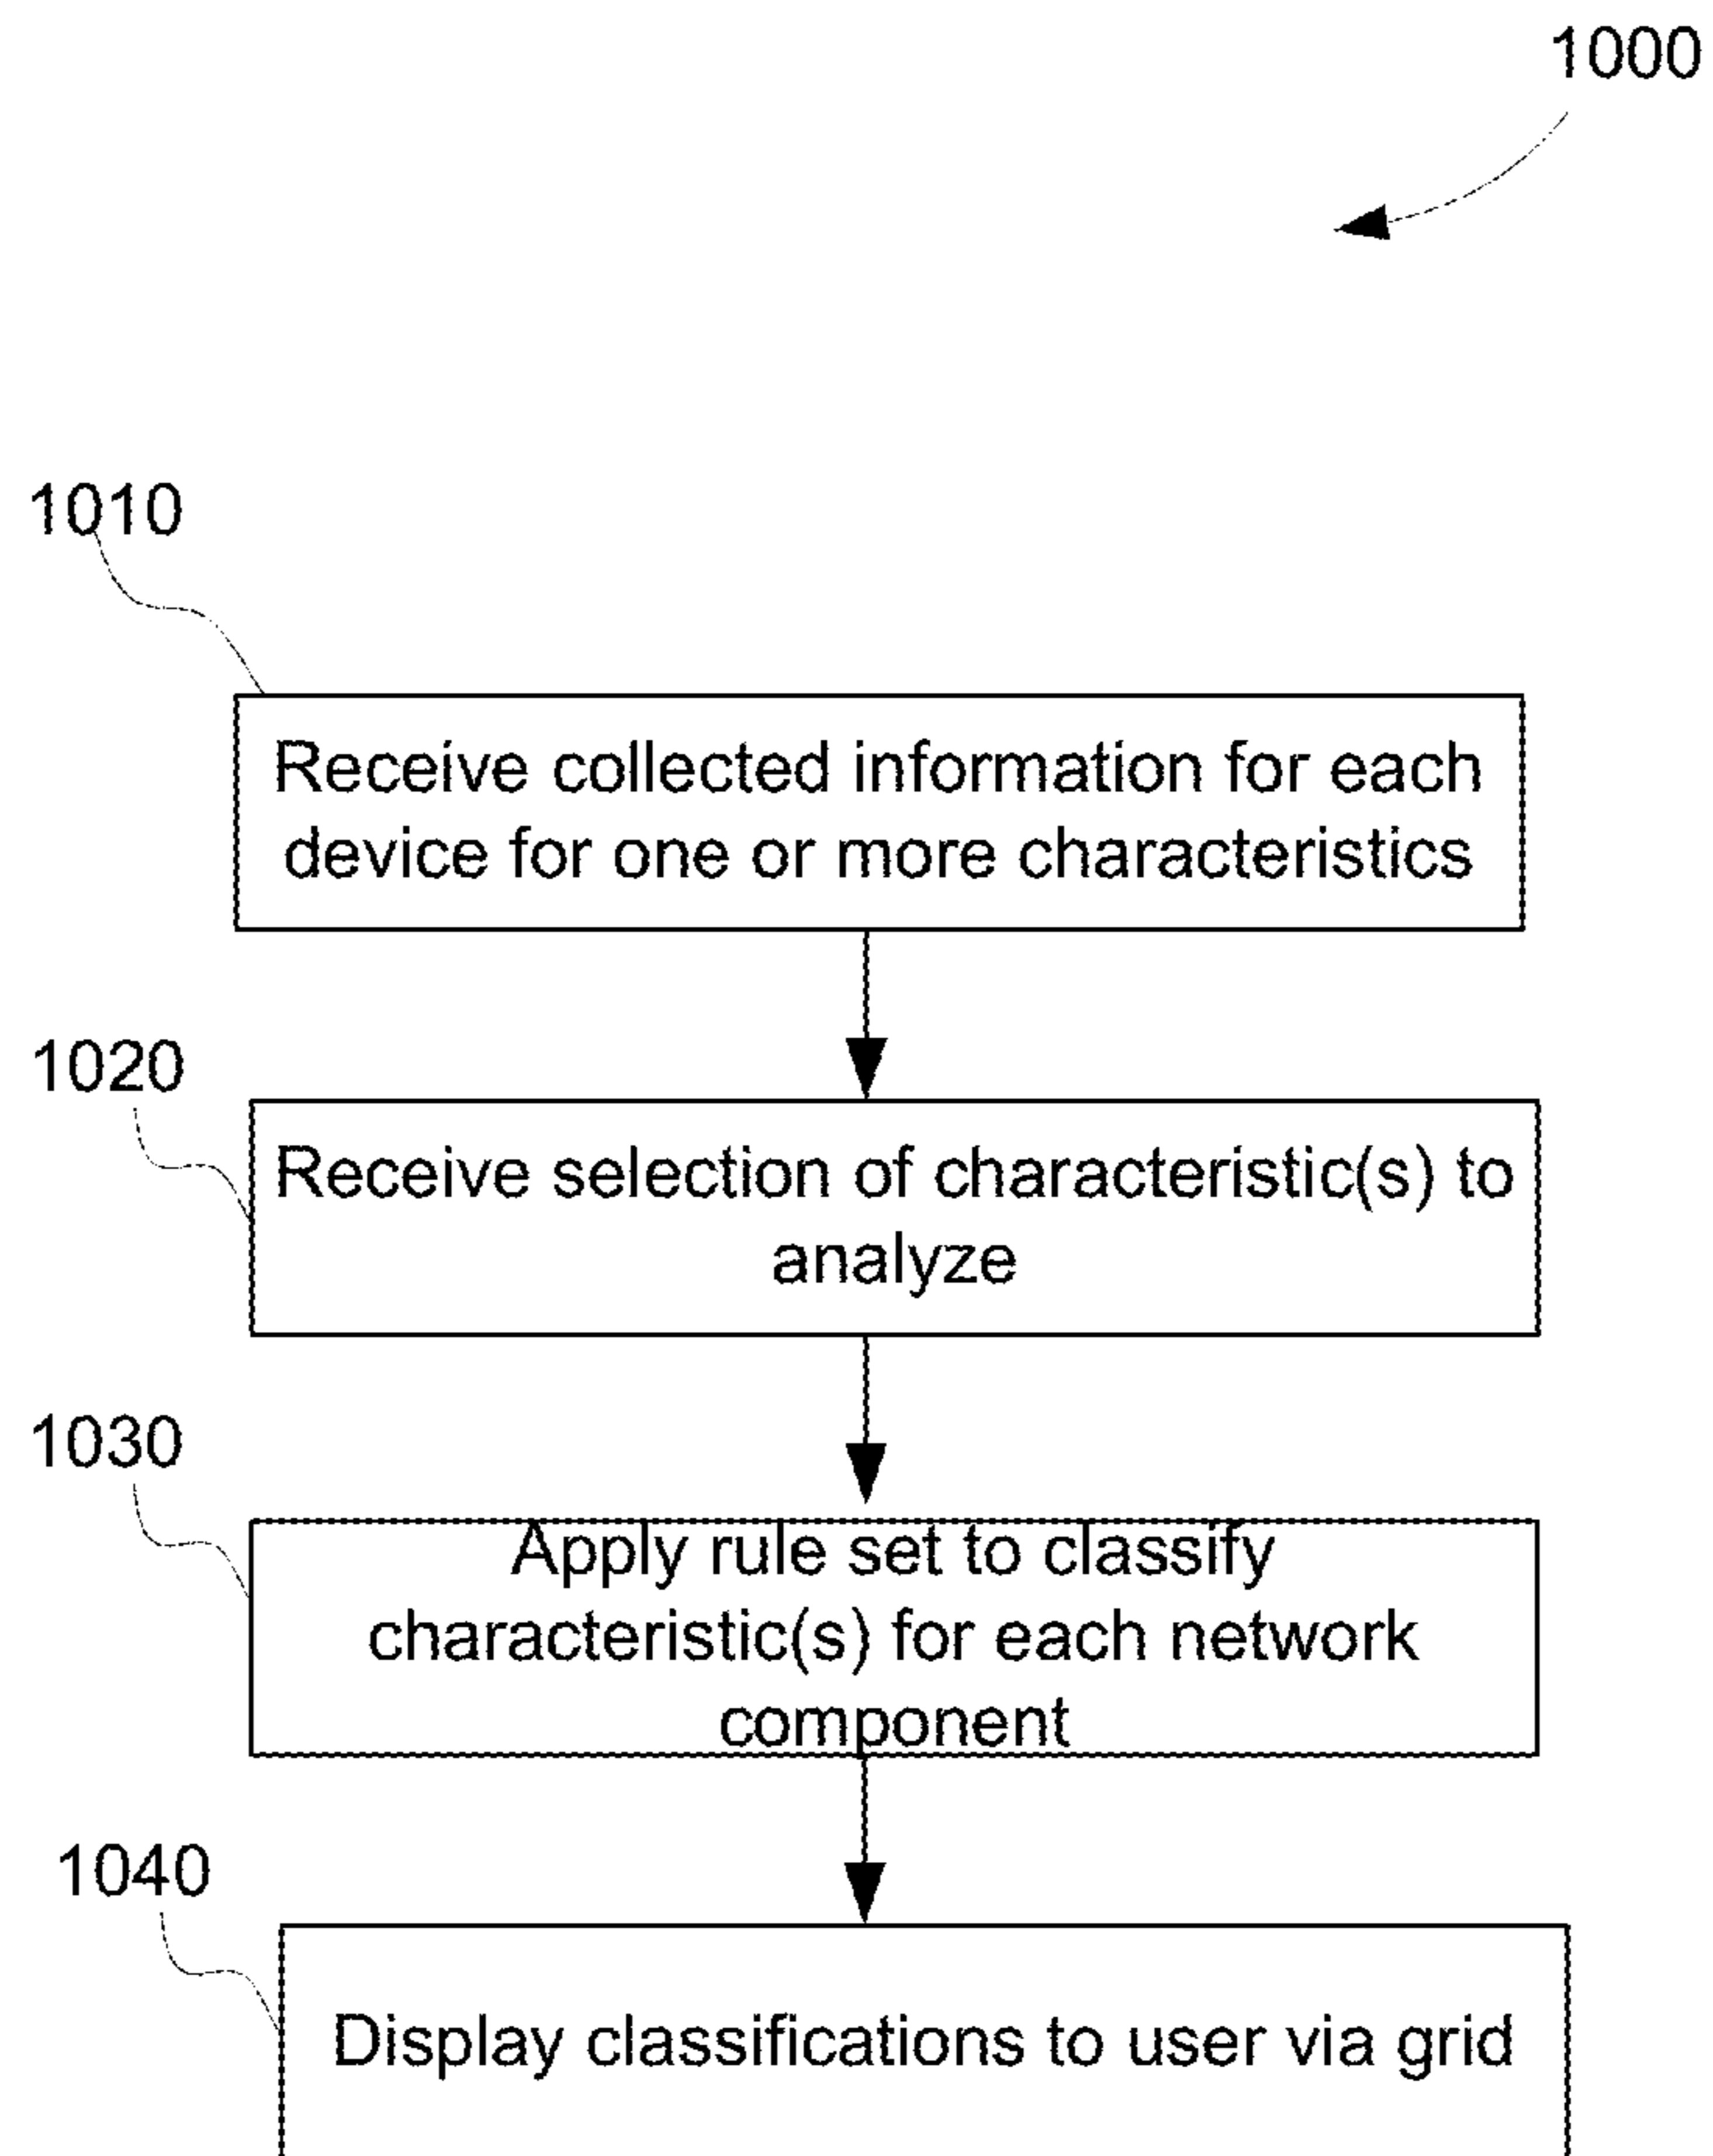 1000
1010
Receive collected information for each
device for one or more characteristics
1020
Receive selection of characteristic(s) to
analyze
1030
Apply rule set to classify
characteristic(s) for each network
component
1040
Display classifications to user via grid